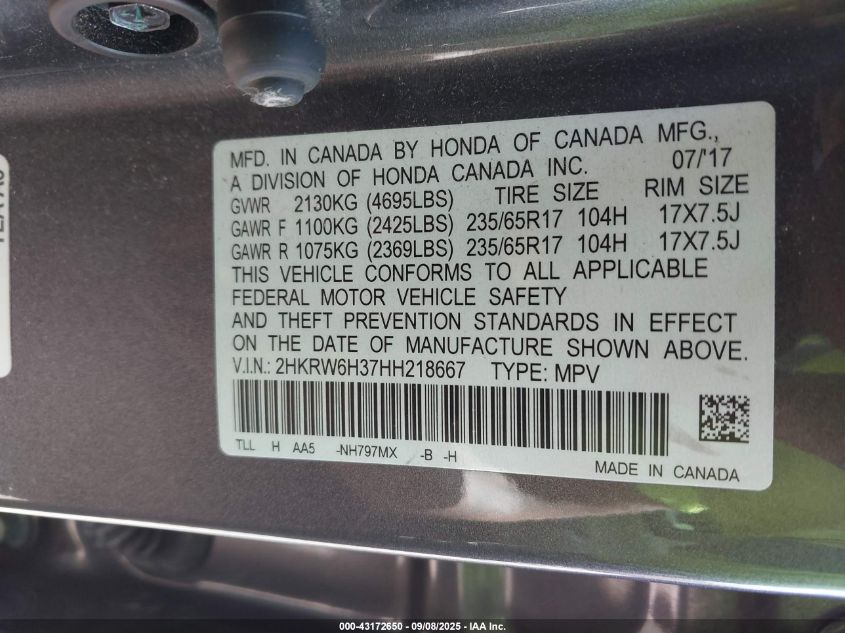 MFD. IN CANADA BY HONDA OF CANADA MFG.,
A DIVISION OF HONDA CANADA INC. 07/'17
GVWR 2130KG (4695LBS) TIRE SIZE RIM SIZE
GAWR F 1100KG (2425LBS) 235/65R17 104H 17X7.5J
GAWR R 1075KG (2369LBS) 235/65R17 104H 17X7.5J
THIS VEHICLE CONFORMS TO ALL APPLICABLE
FEDERAL MOTOR VEHICLE SAFETY
AND THEFT PREVENTION STANDARDS IN EFFECT
ON THE DATE OF MANUFACTURE SHOWN ABOVE.
V.I.N.: 2HKRW6H37HH218667 TYPE: MPV
TLL H AA5 -NH797MX -B -H
MADE IN CANADA
000-43172650 - 09/08/2025 - IAA Inc.